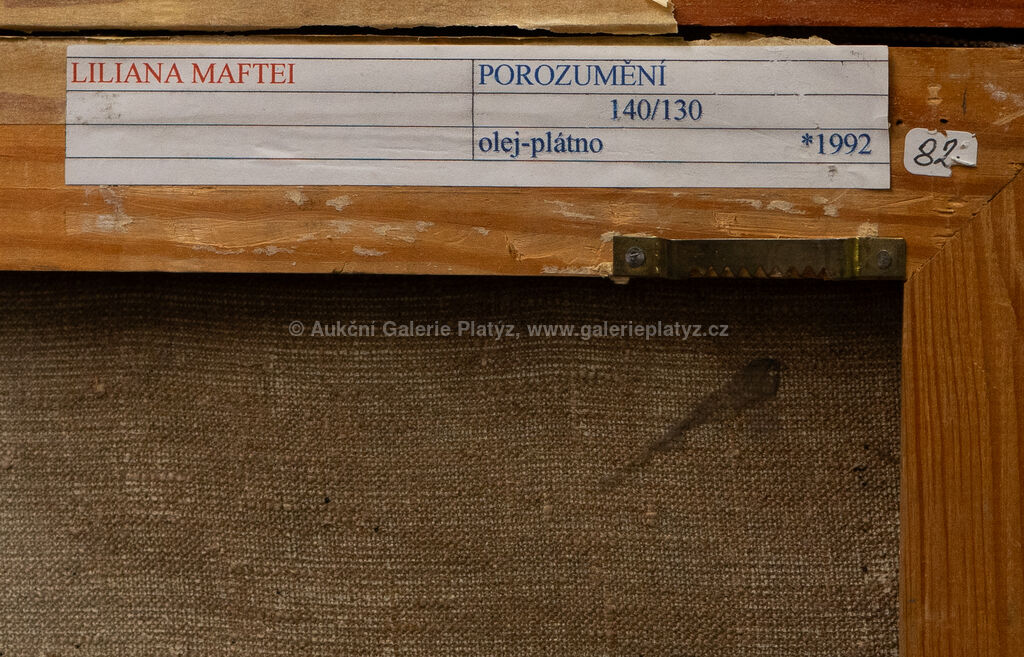 LILIANA MAFTEI
POROZUMĚNÍ
140/130
olej-plátno *1992
82
© Aukční Galerie Platýz, www.galerieplatyz.cz